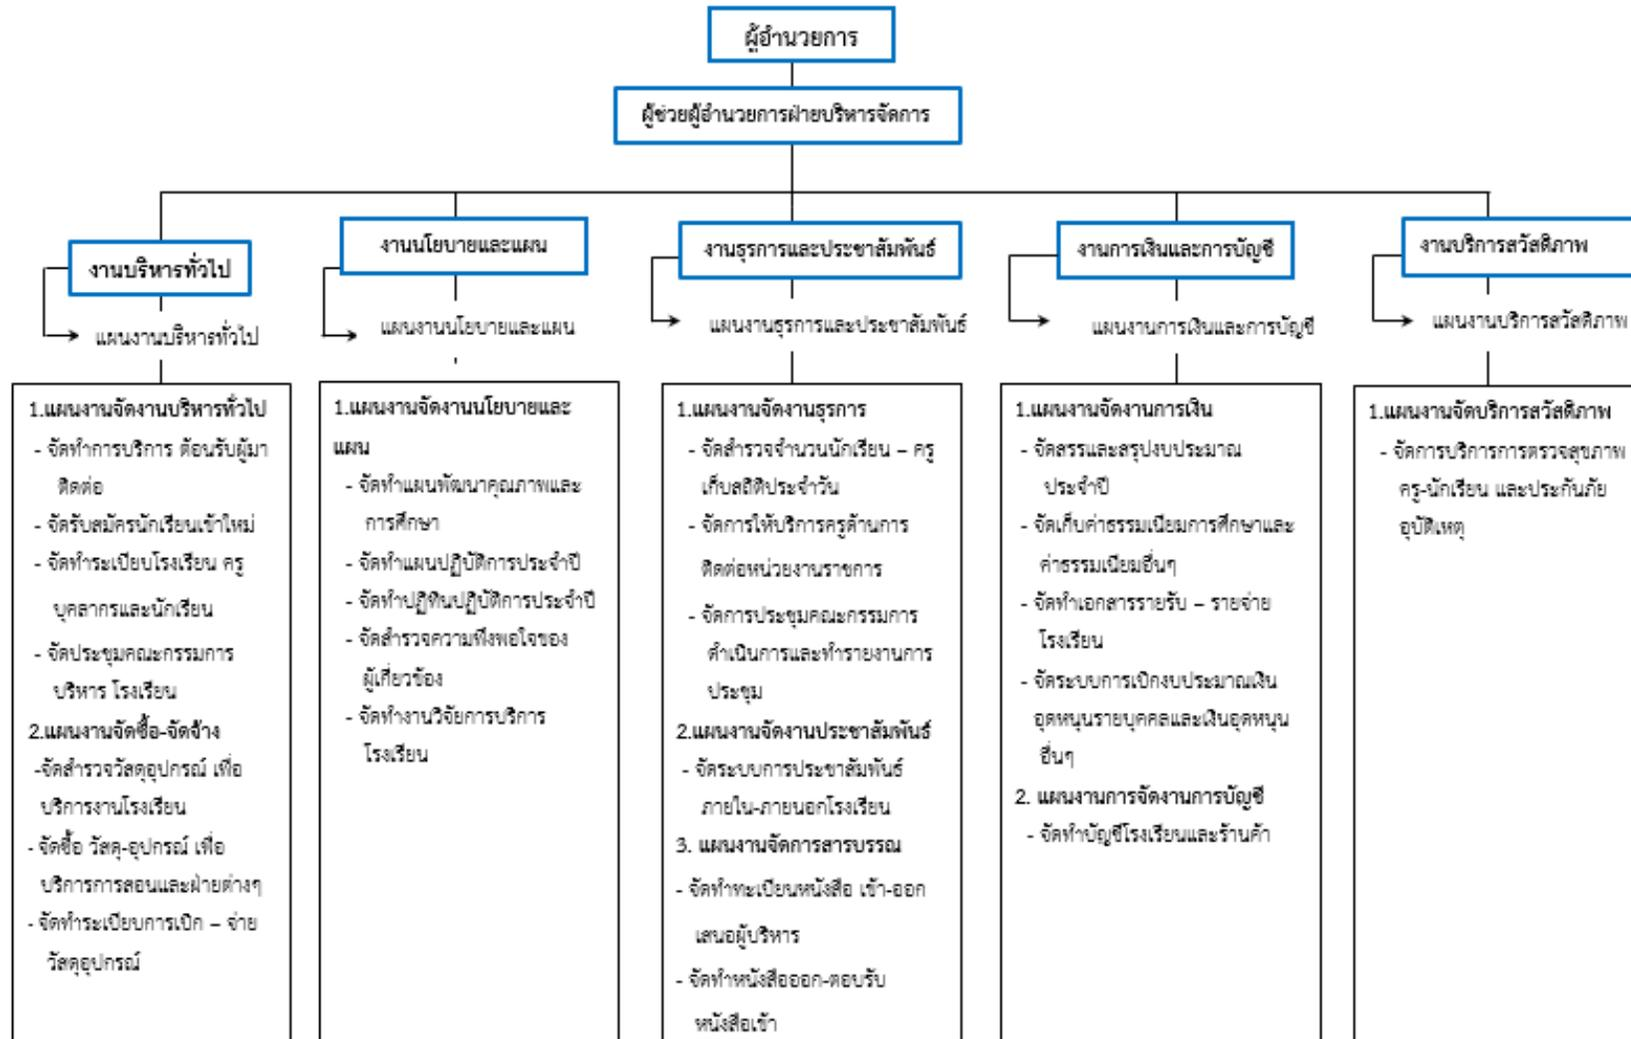 ผู้อำนวยการ
ผู้ช่วยผู้อำนวยการฝ่ายบริหารจัดการ
งานบริหารทั่วไป
แผนงานบริหารทั่วไป
1.แผนงานจัดงานบริหารทั่วไป
- จัดทำการบริการ ต้อนรับผู้มา
ติดต่อ
- จัดรับสมัครนักเรียนเข้าใหม่
- จัดทำระเบียบโรงเรียน ครู
บุคลากรและนักเรียน
- จัดประชุมคณะกรรมการ
บริหาร โรงเรียน
2.แผนงานจัดซื้อ-จัดจ้าง
-จัดสำรวจวัสดุอุปกรณ์ เพื่อ
บริการงานโรงเรียน
- จัดซื้อ วัสดุ-อุปกรณ์ เพื่อ
บริการการสอนและฝ่ายต่างๆ
- จัดทำระเบียบการเบิก – จ่าย
วัสดุอุปกรณ์
งานนโยบายและแผน
แผนงานนโยบายและแผน
1.แผนงานจัดงานนโยบายและ
แผน
- จัดทำแผนพัฒนาคุณภาพและ
การศึกษา
- จัดทำแผนปฏิบัติการประจำปี
- จัดทำปฏิทินปฏิบัติการประจำปี
- จัดสำรวจความพึงพอใจของ
ผู้เกี่ยวข้อง
- จัดทำงานวิจัยการบริการ
โรงเรียน
งานธุรการและประชาสัมพันธ์
แผนงานธุรการและประชาสัมพันธ์
1.แผนงานจัดงานธุรการ
- จัดสำรวจจำนวนนักเรียน – ครู
เก็บสถิติประจำวัน
- จัดการให้บริการครูด้านการ
ติดต่อหน่วยงานราชการ
- จัดการประชุมคณะกรรมการ
ดำเนินการและทำรายงานการ
ประชุม
2.แผนงานจัดงานประชาสัมพันธ์
- จัดระบบการประชาสัมพันธ์
ภายใน-ภายนอกโรงเรียน
3. แผนงานจัดการสารบรรณ
- จัดทำทะเบียนหนังสือ เข้า-ออก
เสนอผู้บริหาร
- จัดทำหนังสือออก-ตอบรับ
หนังสือเข้า
งานการเงินและการบัญชี
แผนงานการเงินและการบัญชี
1.แผนงานจัดงานการเงิน
- จัดสรรและสรุปงบประมาณ
ประจำปี
- จัดเก็บค่าธรรมเนียมการศึกษาและ
ค่าธรรมเนียมอื่นๆ
- จัดทำเอกสารรายรับ – รายจ่าย
โรงเรียน
- จัดระบบการเบิกงบประมาณเงิน
อุดหนุนรายบุคคลและเงินอุดหนุน
อื่นๆ
2. แผนงานการจัดงานการบัญชี
- จัดทำบัญชีโรงเรียนและร้านค้า
งานบริการสวัสดิภาพ
แผนงานบริการสวัสดิภาพ
1.แผนงานจัดบริการสวัสดิภาพ
- จัดการบริการการตรวจสุขภาพ
ครู-นักเรียน และประกันภัย
อุบัติเหตุ